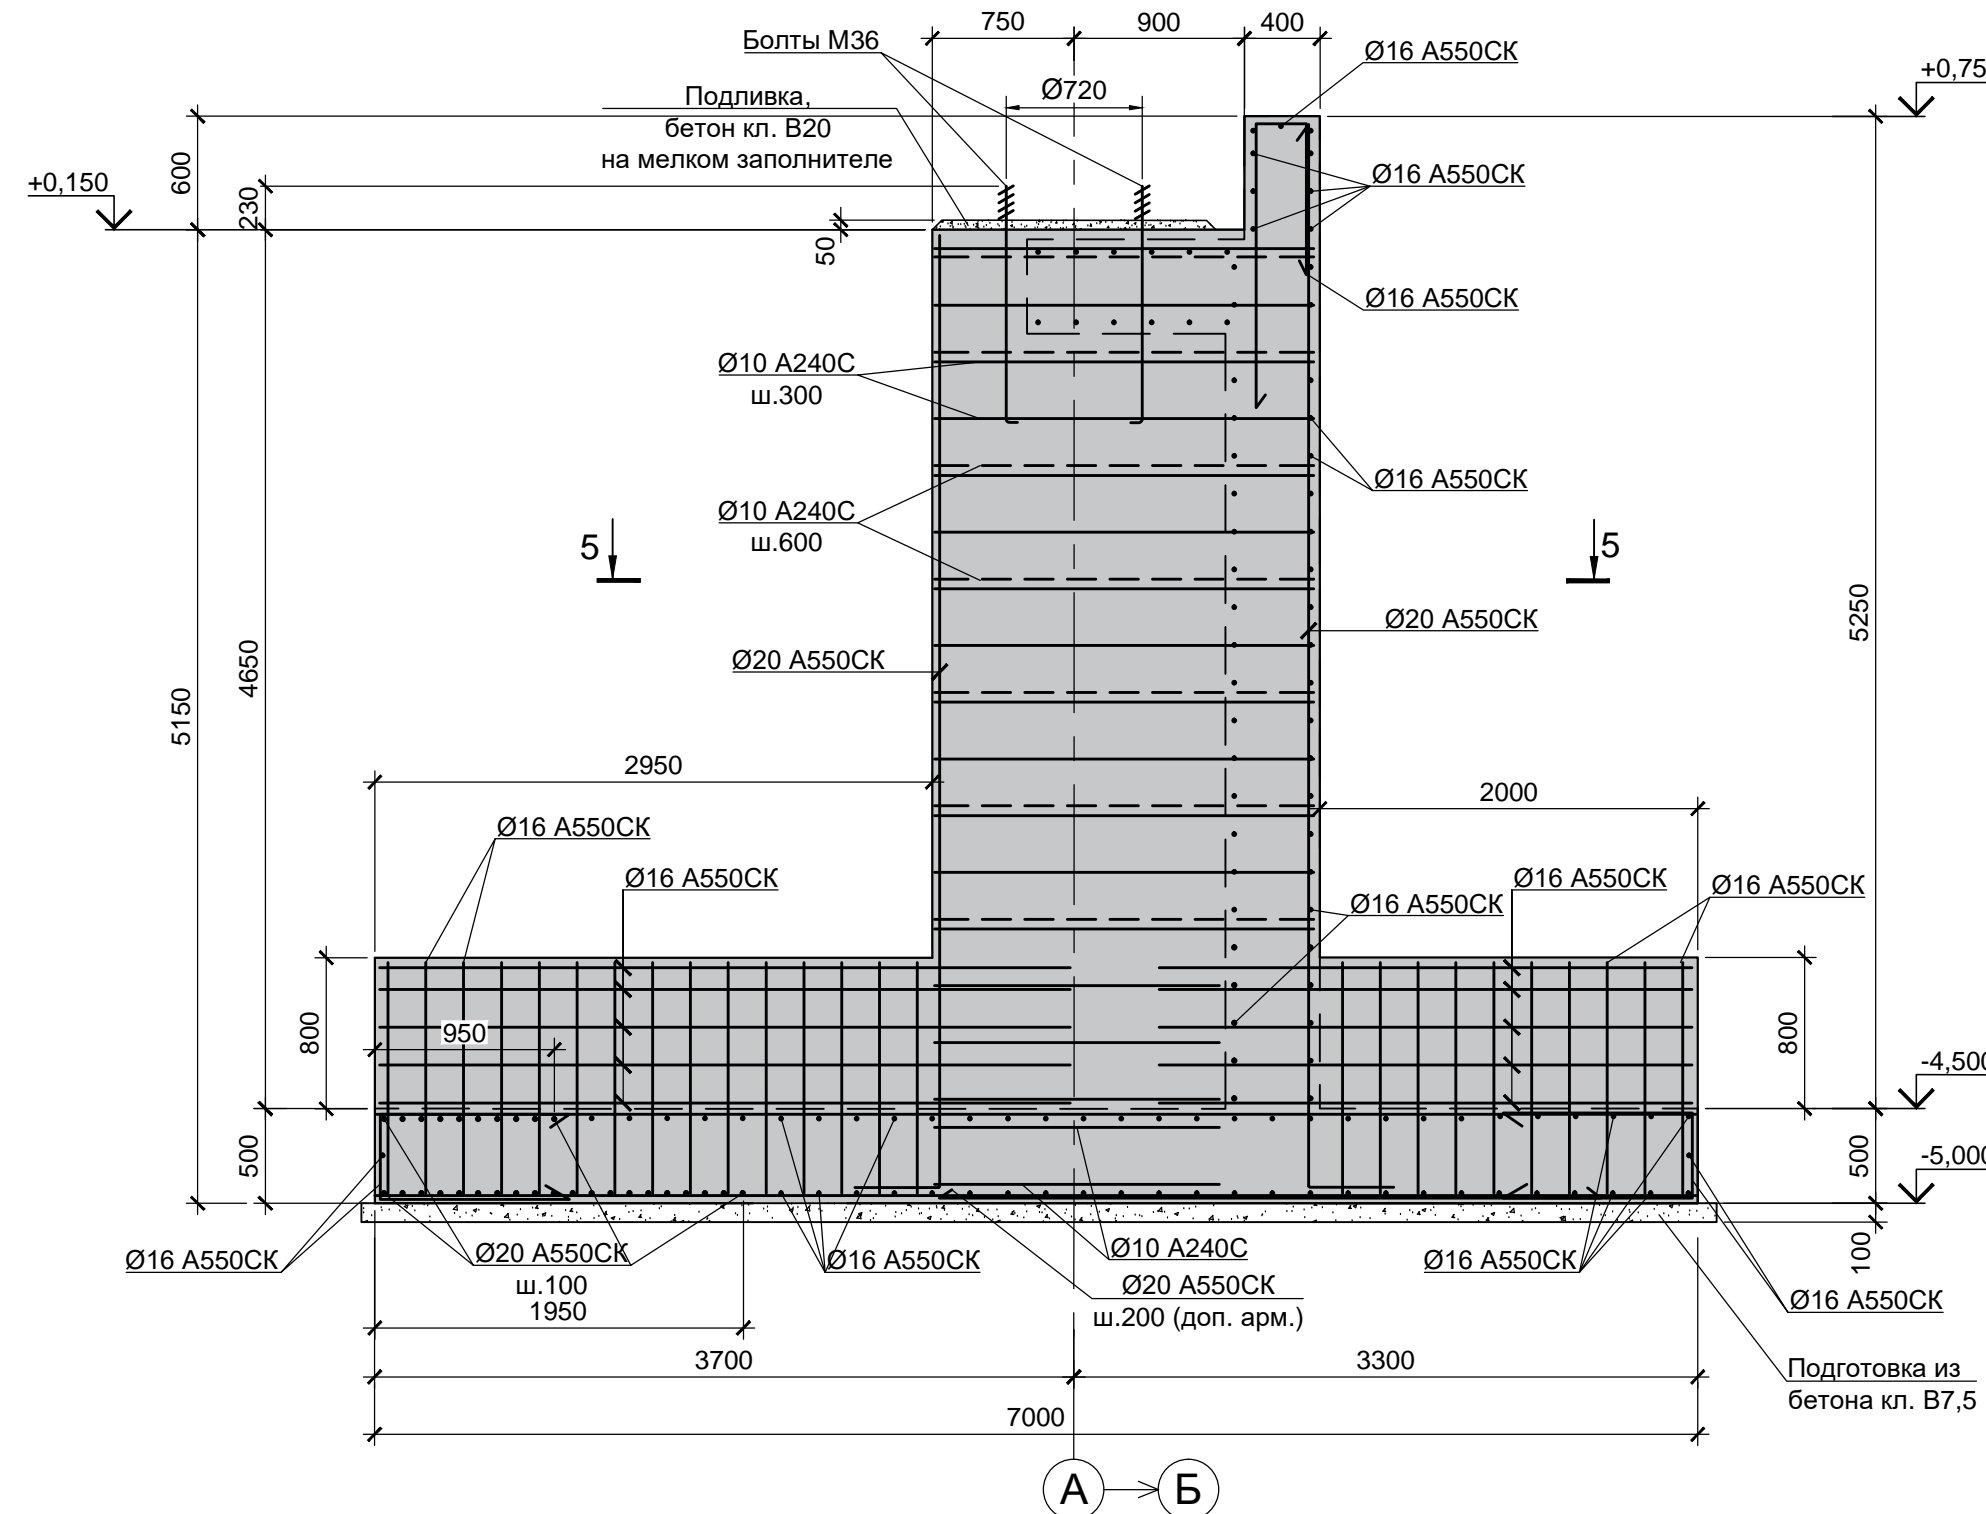 750
900
400
Болты М36
Ø16 А550СК
+0,75
Подливка,
бетон кл. В20
на мелком заполнителе
Ø720
600
+0,150
230
Ø16 А550СК
50
Ø16 А550СК
Ø10 А240С
ш.300
Ø16 А550СК
Ø10 А240С
ш.600
5
5
Ø20 А550СК
5250
4650
Ø20 А550СК
5150
2950
2000
Ø16 А550СК
Ø16 А550СК
Ø16 А550СК
Ø16 А550СК
Ø16 А550СК
800
950
800
-4,500
500
500
-5,000
Ø16 А550СК
Ø20 А550СК
ш.100
Ø16 А550СК
Ø10 А240С
Ø20 А550СК
ш.200 (доп. арм.)
Ø16 А550СК
100
Ø16 А550СК
1950
3700
3300
Подготовка из
бетона кл. В7,5
7000
А
Б